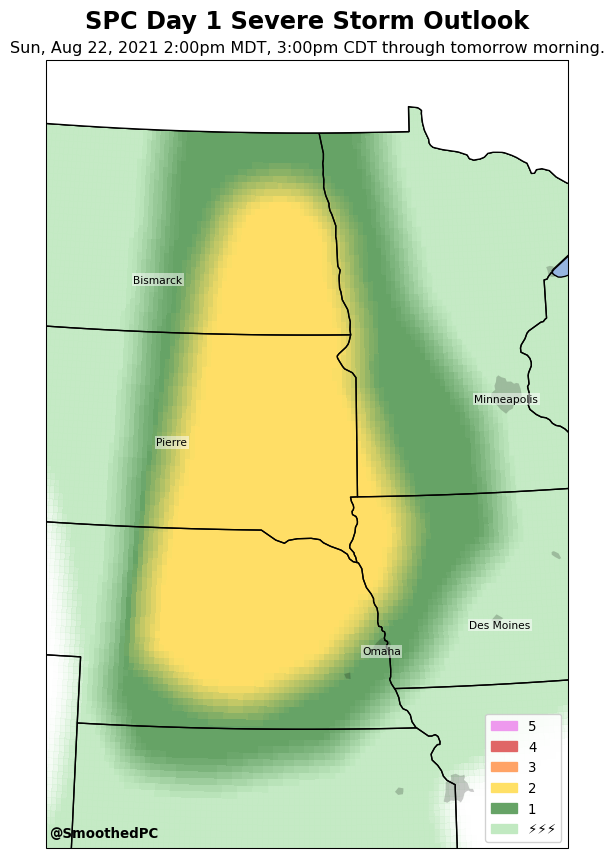 SPC Day 1 Severe Storm Outlook
Sun, Aug 22, 2021 2:00pm MDT, 3:00pm CDT through tomorrow morning.
Bismarck
Minneapolis
Pierre
Des Moines
Omaha
5
4
3
2
1
⚡⚡⚡
@SmoothedPC